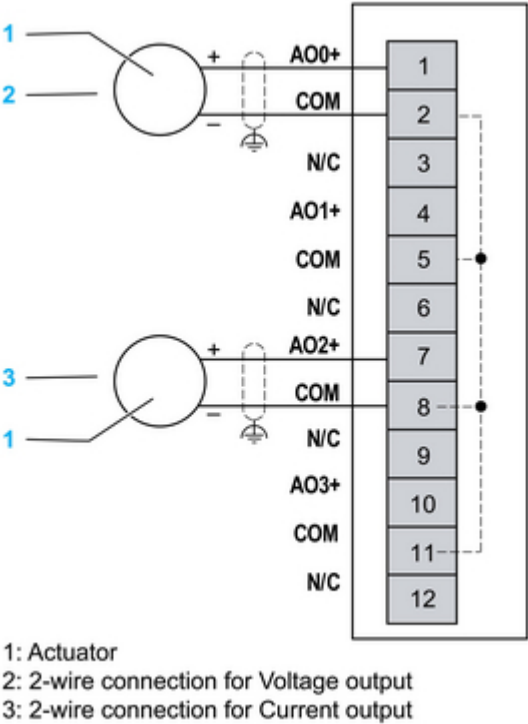 1
+ AO0+ 1
2
COM 2
–
N/C 3
AO1+ 4
COM 5
N/C 6
+ AO2+ 7
3
COM 8
–
1
N/C 9
AO3+ 10
COM 11
N/C 12
1: Actuator
2: 2-wire connection for Voltage output
3: 2-wire connection for Current output